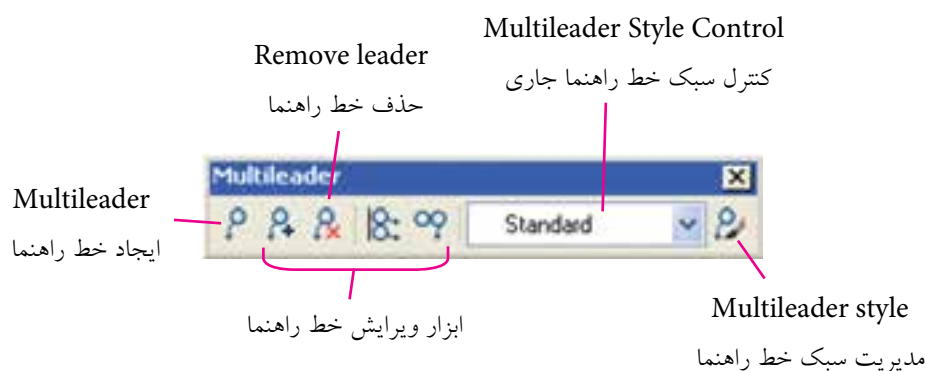 Multileader Style Control
کنترل سبک خط راهنما جاری
Remove leader
حذف خط راهنما
Multileader
Multileader
ایجاد خط راهنما
Standard
ابزار ویرایش خط راهنما
Multileader style
مدیریت سبک خط راهنما